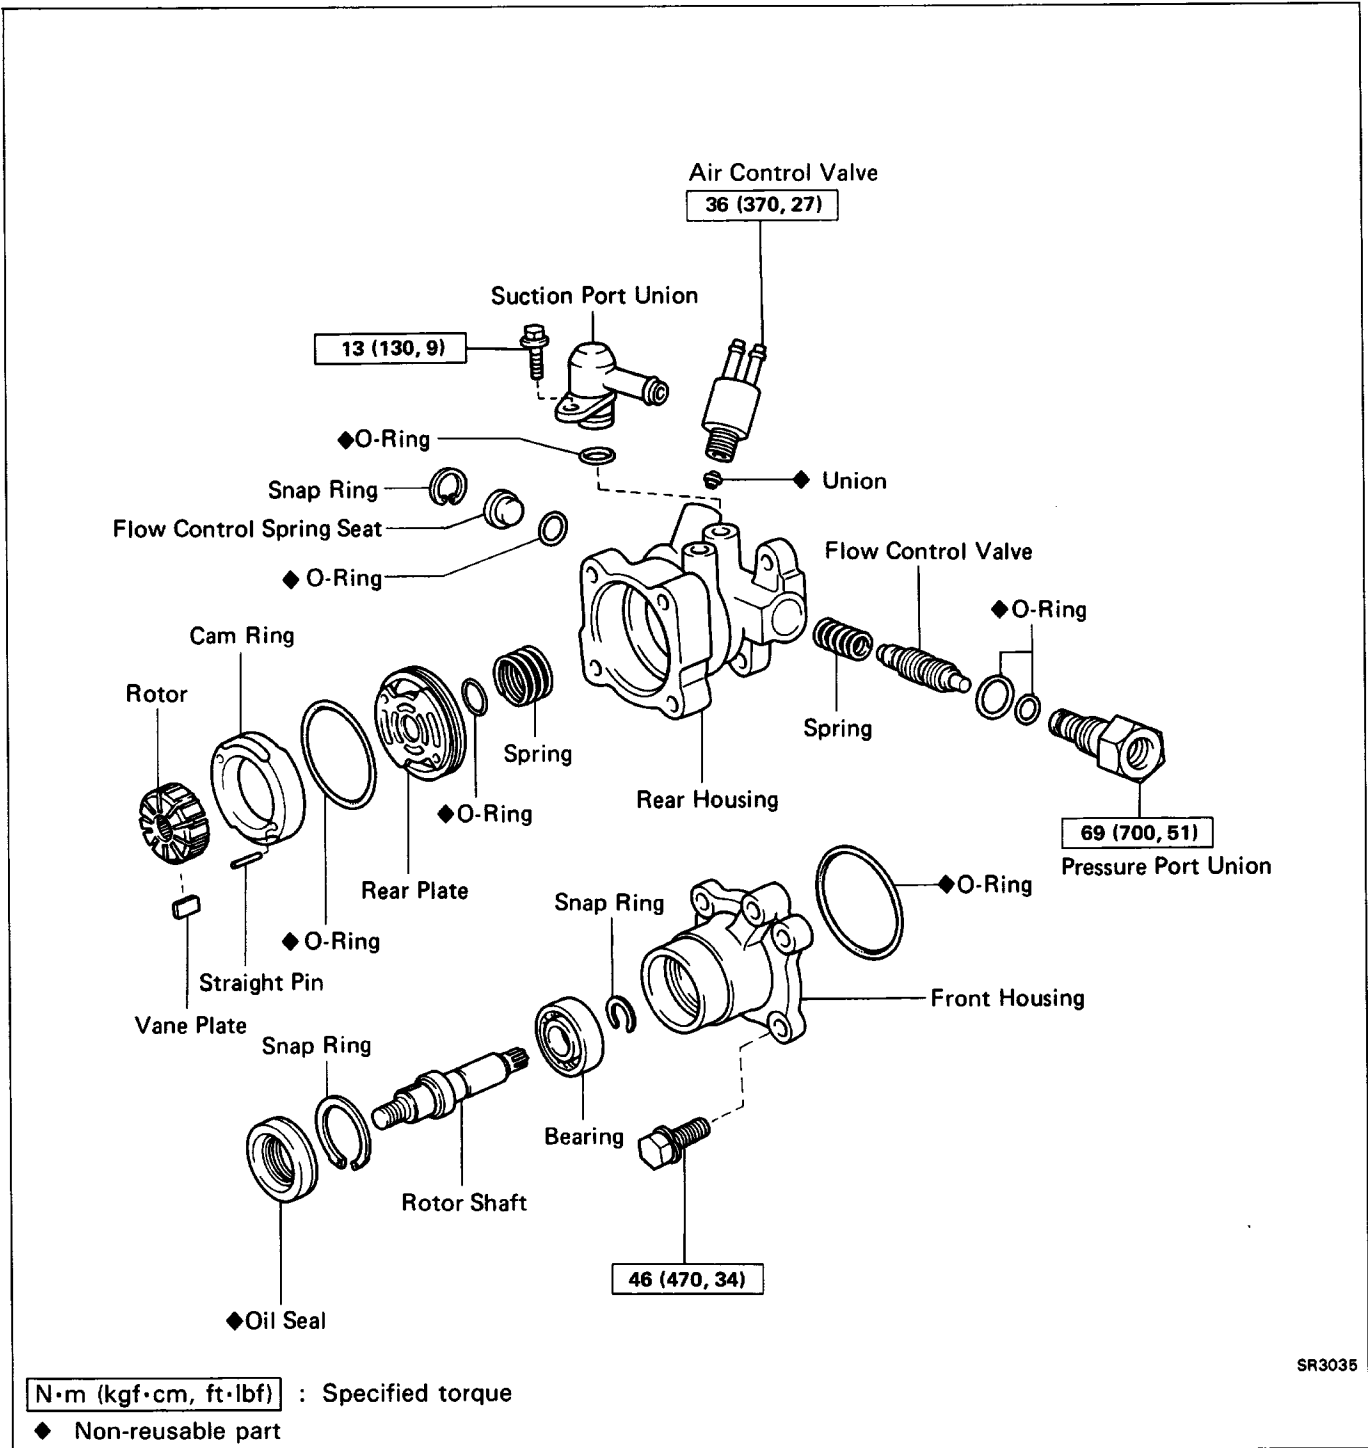 Air Control Valve
36 (370, 27)
Suction Port Union
13 (130, 9)
◆O-Ring
Snap Ring
◆ Union
Flow Control Spring Seat
◆ O-Ring
Flow Control Valve
◆O-Ring
Cam Ring
Rotor
Spring
Spring
Rear Housing
◆O-Ring
69 (700, 51)
Pressure Port Union
Rear Plate
◆O-Ring
Snap Ring
◆ O-Ring
Straight Pin
Front Housing
Vane Plate
Snap Ring
Bearing
Rotor Shaft
46 (470, 34)
◆Oil Seal
SR3035
N·m (kgf·cm, ft·lbf) : Specified torque
◆ Non-reusable part